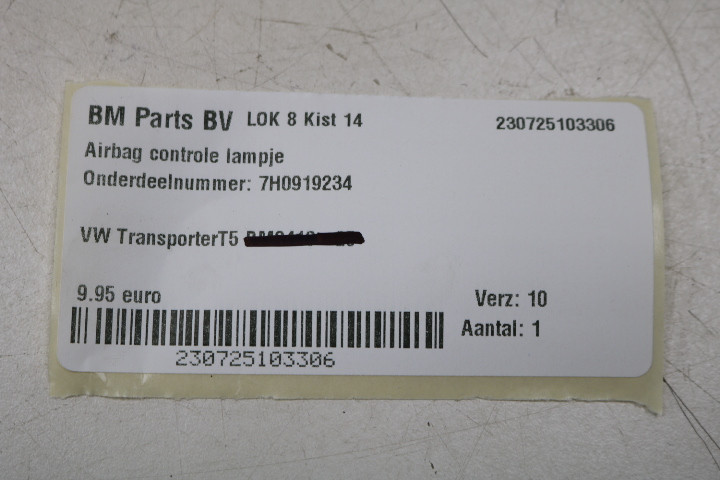 BM Parts BV LOK 8 Kist 14 230725103306
Airbag controle lampje
Onderdeelnummer: 7H0919234
VW TransporterT5
9.95 euro Verz: 10
Aantal: 1
230725103306